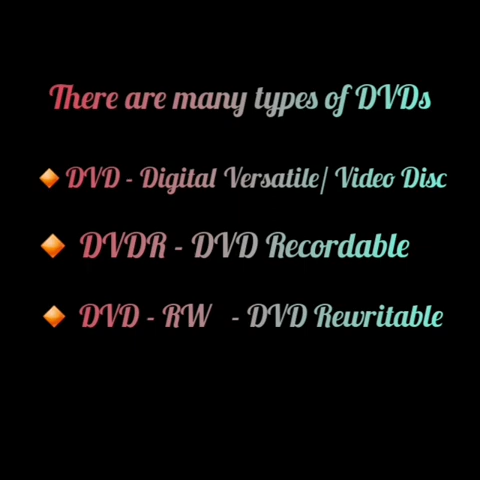 There are many types of DVDs
🔸 DVD - Digital Versatile/ Video Disc
🔸 DVDR - DVD Recordable
🔸 DVD - RW - DVD Rewritable